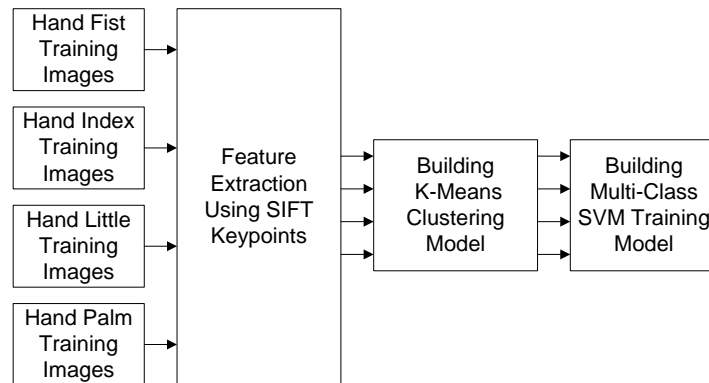 Hand Fist
Training
Images
Hand Index
Training
Images
Hand Little
Training
Images
Hand Palm
Training
Images
Feature
Extraction
Using SIFT
Keypoints
Building
K-Means
Clustering
Model
Building
Multi-Class
SVM Training
Model